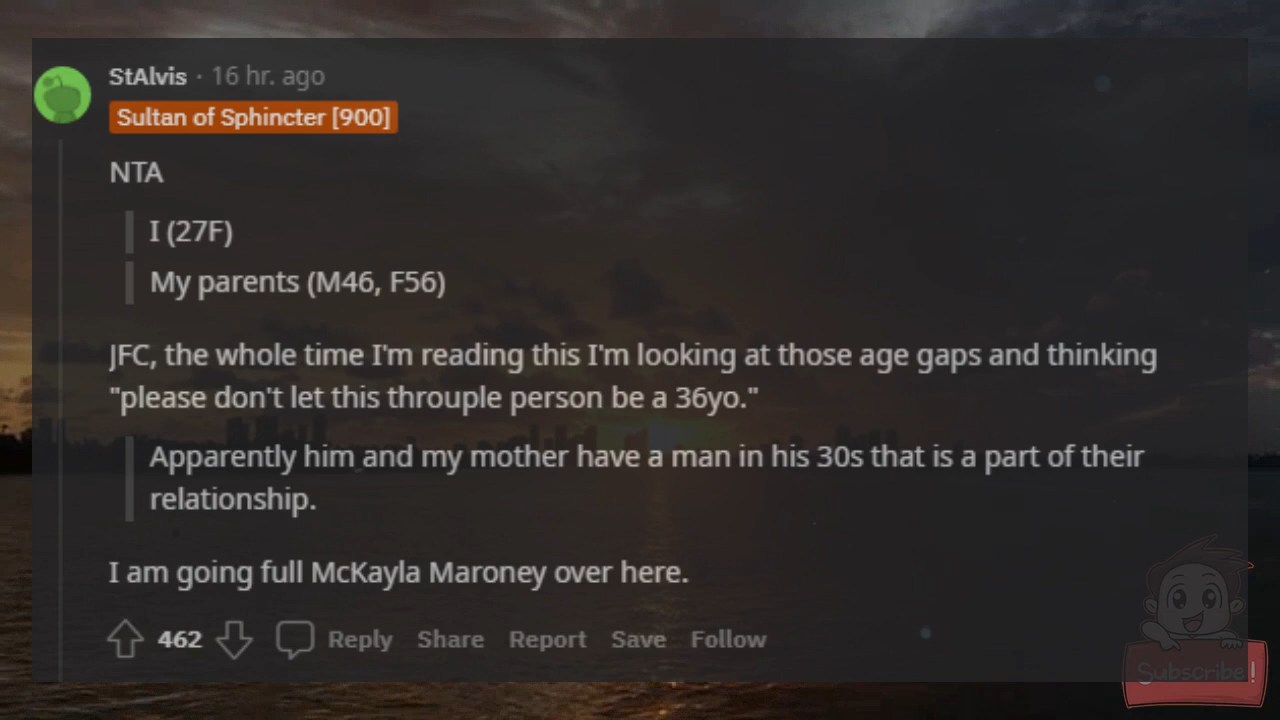 StAlvis · 16 hr. ago
Sultan of Sphincter [900]
NTA
I (27F)
My parents (M46, F56)
JFC, the whole time I'm reading this I'm looking at those age gaps and thinking
"please don't let this throuple person be a 36yo."
Apparently him and my mother have a man in his 30s that is a part of their
relationship.
I am going full McKayla Maroney over here.
462 Reply Share Report Save Follow
Subscribe!